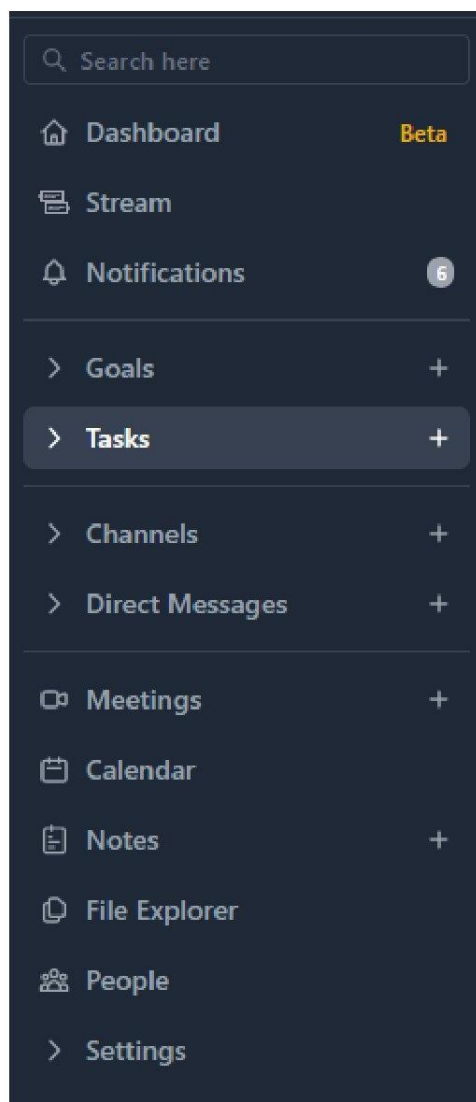 Search here
Dashboard Beta
Stream
Notifications 6
Goals +
Tasks +
Channels +
Direct Messages +
Meetings +
Calendar
Notes +
File Explorer
People
Settings